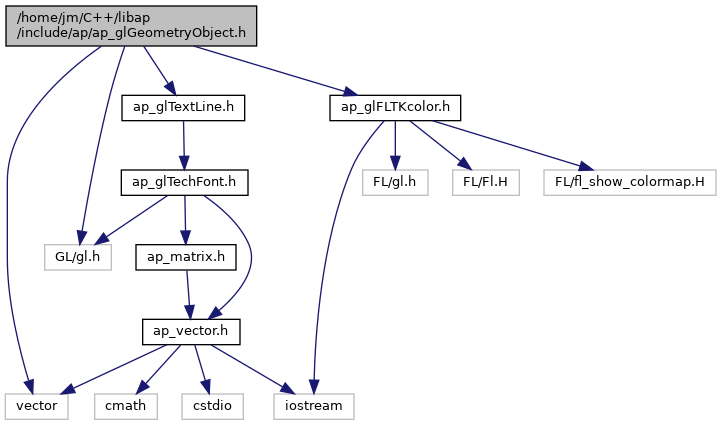 /home/jm/C++/libap
/include/ap/ap_glGeometryObject.h
ap_glTextLine.h
ap_glFLTKcolor.h
ap_glTechFont.h
FL/gl.h
FL/Fl.H
FL/fl_show_colormap.H
GL/gl.h
ap_matrix.h
ap_vector.h
vector
cmath
cstdio
iostream